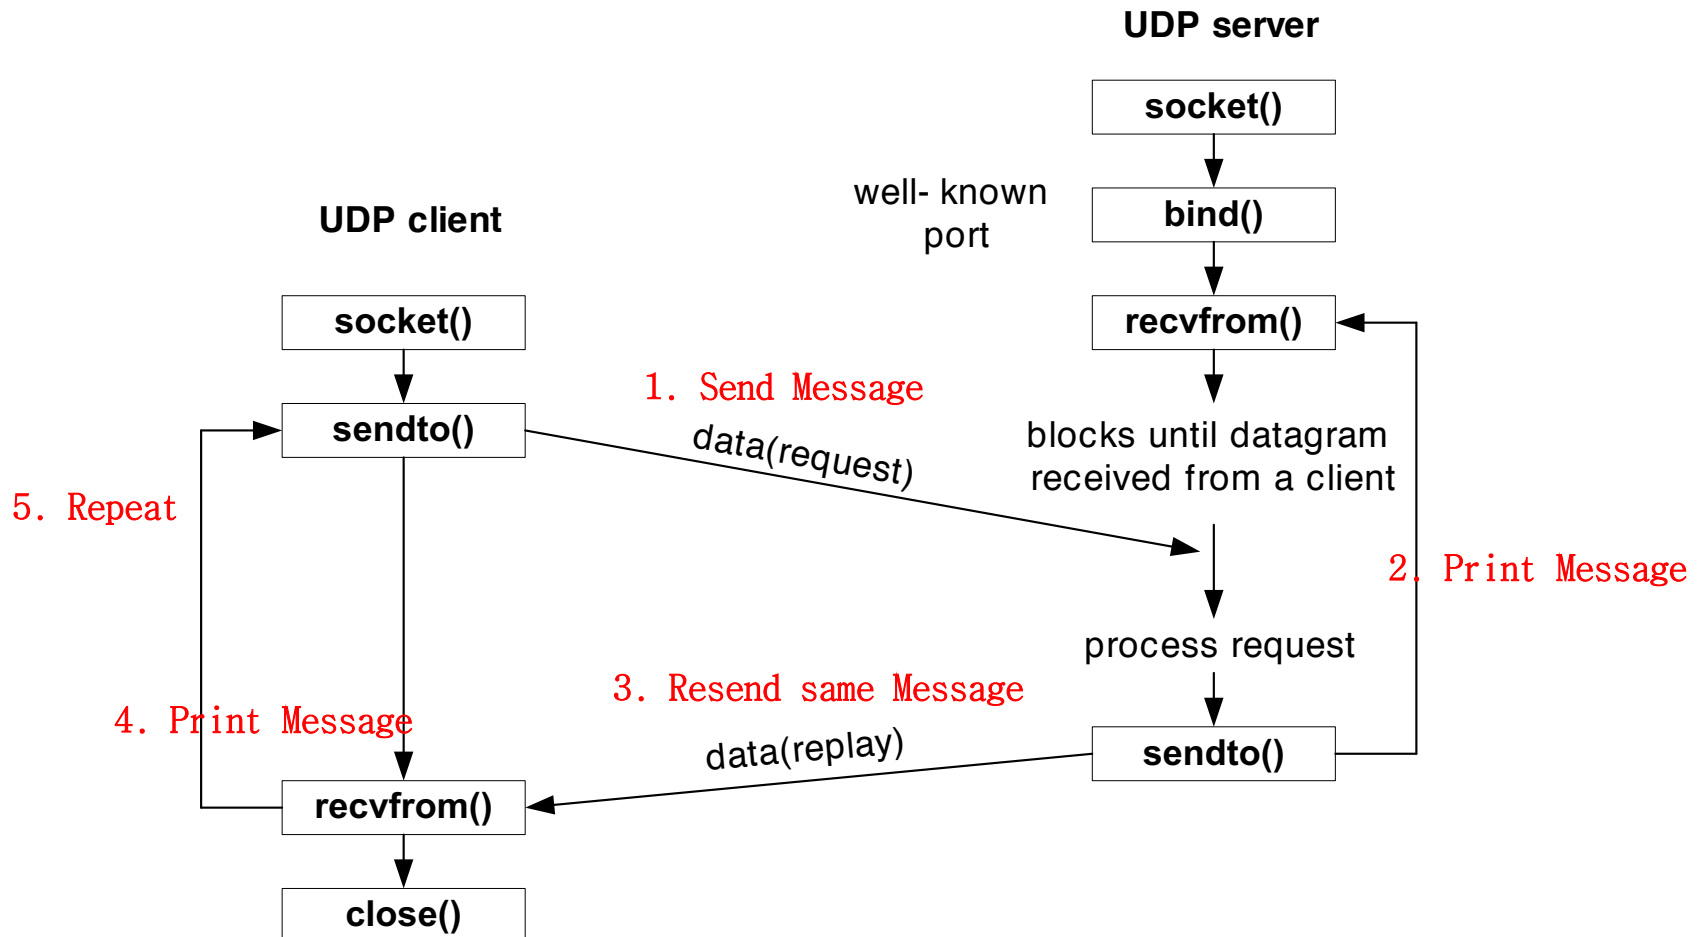 UDP server
socket()
well- known
port
bind()
UDP client
socket()
recvfrom()
1. Send Message
sendto()
data(request)
blocks until datagram
received from a client
5. Repeat
2. Print Message
process request
3. Resend same Message
4. Print Message
data(replay)
sendto()
recvfrom()
close()